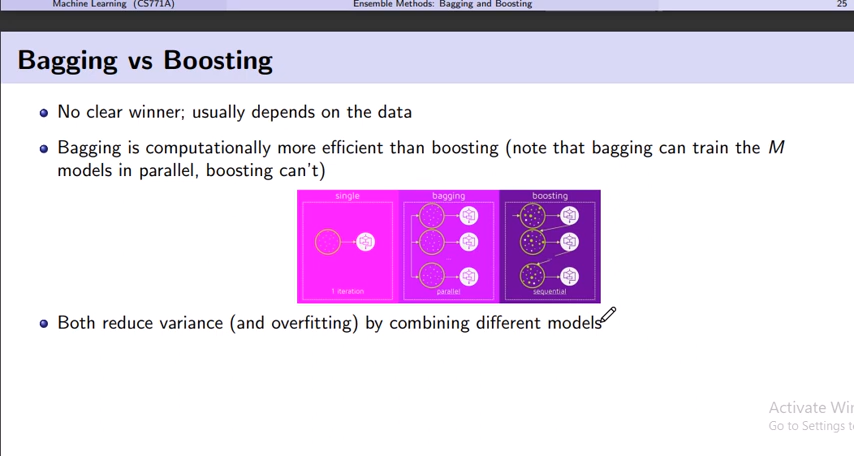 Machine Learning (CS771A) Ensemble Methods: Bagging and Boosting 25
Bagging vs Boosting
No clear winner; usually depends on the data
Bagging is computationally more efficient than boosting (note that bagging can train the M
models in parallel, boosting can't)
single bagging boosting
1 iteration parallel sequential
Both reduce variance (and overfitting) by combining different models
Activate Win
Go to Settings t